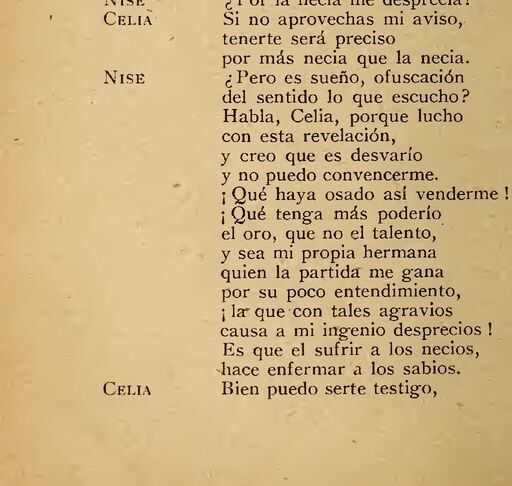 NISE ¿Por la necia me desprecia?
CELIA Si no aprovechas mi aviso,
tenerte será preciso
por más necia que la necia.
NISE ¿Pero es sueño, ofuscación
del sentido lo que escucho?
Habla, Celia, porque lucho
con esta revelación,
y creo que es desvarío
y no puedo convencerme.
¡Qué haya osado así venderme!
¡Qué tenga más poderío
el oro, que no el talento,
y sea mi propia hermana
quien la partida me gana
por su poco entendimiento,
¡la que con tales agravios
causa a mi ingenio desprecios!
Es que el sufrir a los necios,
hace enfermar a los sabios.
CELIA Bien puedo serte testigo,